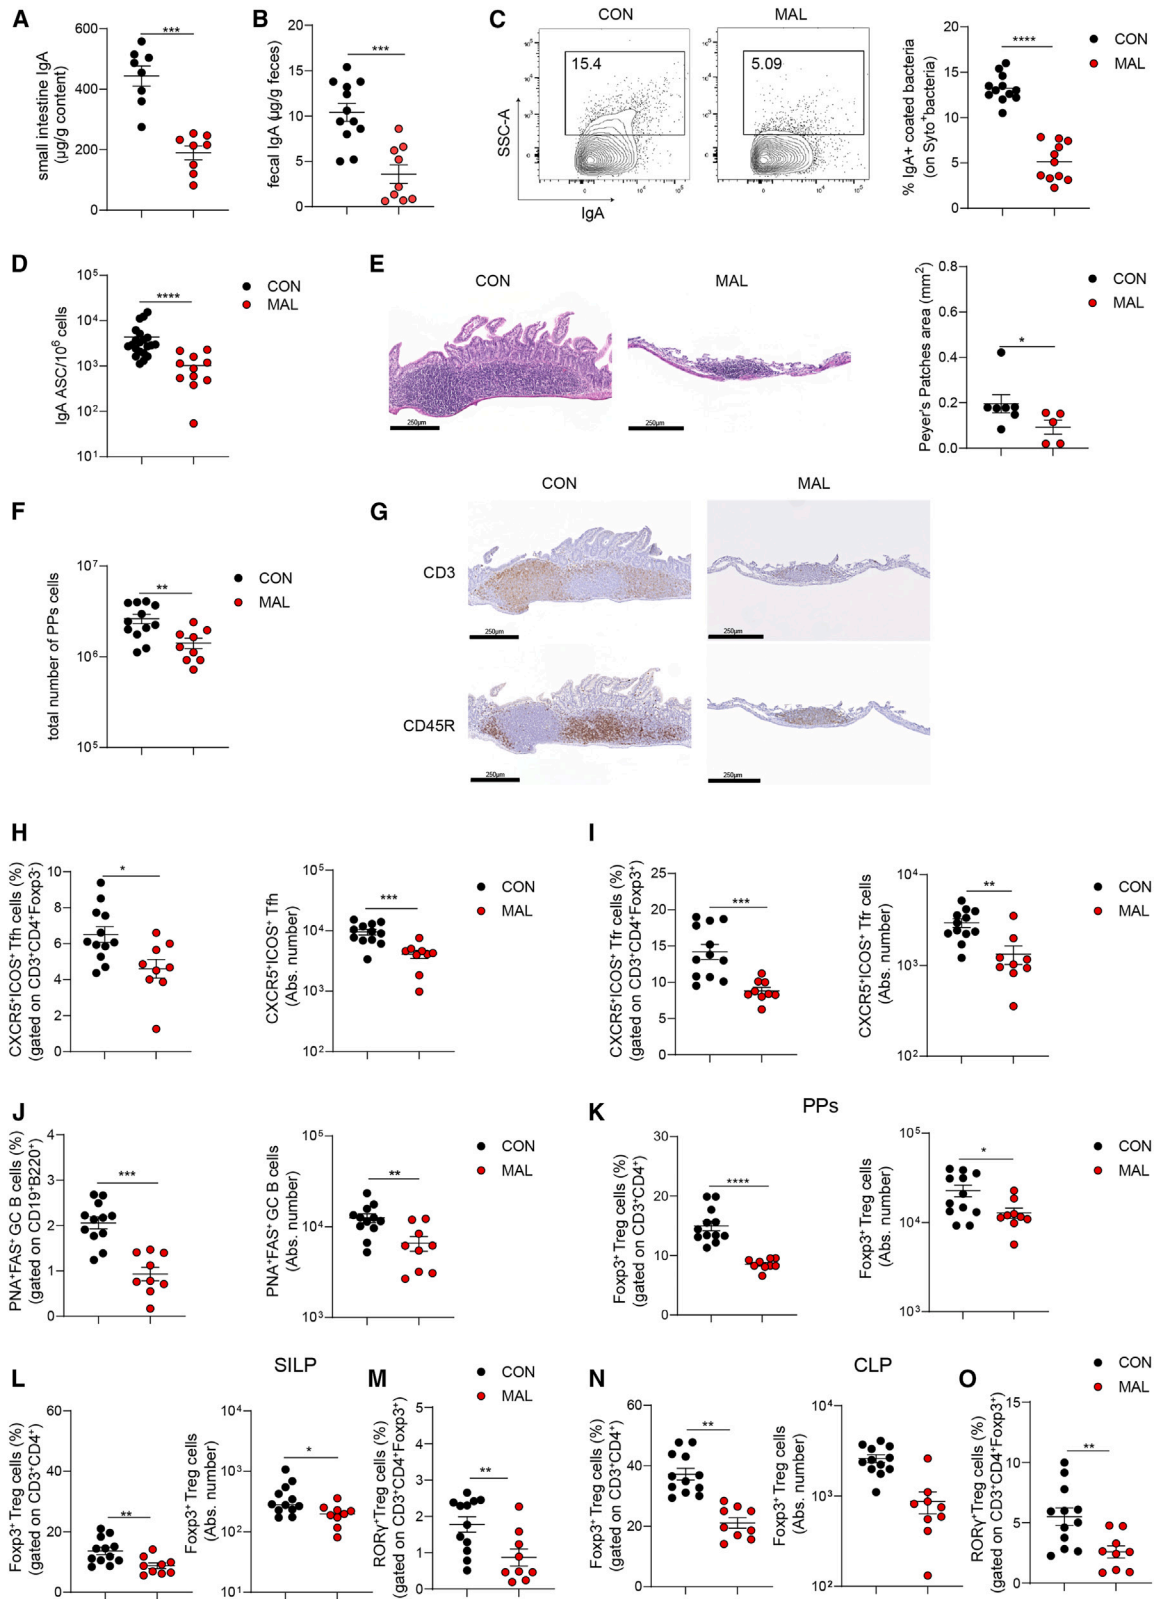 A
small intestine IgA
(µg/g content)
600
400
200
0
***
B
fecal IgA (µg/g feces)
20
15
10
5
0
***
C
CON
MAL
15.4
5.09
SSC-A
IgA
% IgA+ coated bacteria
(on Syto⁺bacteria)
20
15
10
5
0
****
CON
MAL
D
IgA ASC/10⁶ cells
10⁵
10⁴
10³
10²
10¹
****
CON
MAL
E
CON
MAL
250µm
250µm
Peyer's Patches area (mm²)
0.8
0.6
0.4
0.2
0.0
*
CON
MAL
F
total number of PPs cells
10⁷
10⁶
10⁵
**
CON
MAL
G
CON
MAL
CD3
250µm
250µm
CD45R
250µm
250µm
H
CXCR5⁺ICOS⁺ Tfh cells (%)
(gated on CD3⁺CD4⁺Foxp3⁻)
10
8
6
4
2
0
*
CXCR5⁺ICOS⁺ Tfh
(Abs. number)
10⁵
10⁴
10³
10²
***
CON
MAL
I
CXCR5⁺ICOS⁺ Tfr cells (%)
(gated on CD3⁺CD4⁺Foxp3⁺)
25
20
15
10
5
0
***
CXCR5⁺ICOS⁺ Tfr cells
(Abs. number)
10⁴
10³
10²
**
CON
MAL
J
PNA⁺FAS⁺ GC B cells (%)
(gated on CD19⁺B220⁺)
4
3
2
1
0
***
PNA⁺FAS⁺ GC B cells
(Abs. number)
10⁵
10⁴
10³
**
CON
MAL
K
PPs
Foxp3⁺ Treg cells (%)
(gated on CD3⁺CD4⁺)
30
20
10
0
****
Foxp3⁺ Treg cells
(Abs. number)
10⁵
10⁴
10³
*
CON
MAL
L
SILP
Foxp3⁺ Treg cells (%)
(gated on CD3⁺CD4⁺)
60
40
20
0
**
Foxp3⁺ Treg cells
(Abs. number)
10⁴
10³
10²
10¹
*
M
CON
MAL
RORγ⁺Treg cells (%)
(gated on CD3⁺CD4⁺Foxp3⁺)
5
4
3
2
1
0
**
N
CLP
Foxp3⁺ Treg cells (%)
(gated on CD3⁺CD4⁺)
60
40
20
0
**
Foxp3⁺ Treg cells
(Abs. number)
10⁴
10³
10²
O
CON
MAL
RORγ⁺Treg cells (%)
(gated on CD3⁺CD4⁺Foxp3⁺)
15
10
5
0
**